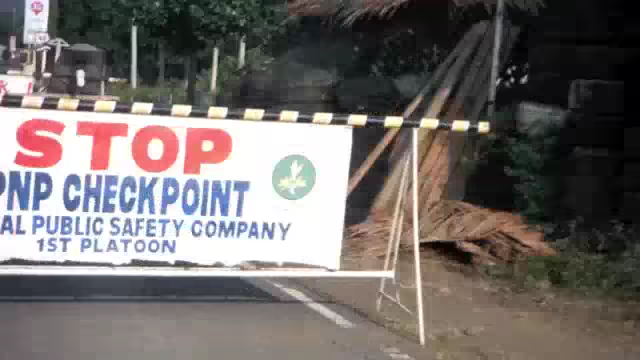 STOP
PNP CHECKPOINT
AL PUBLIC SAFETY COMPANY
1ST PLATOON